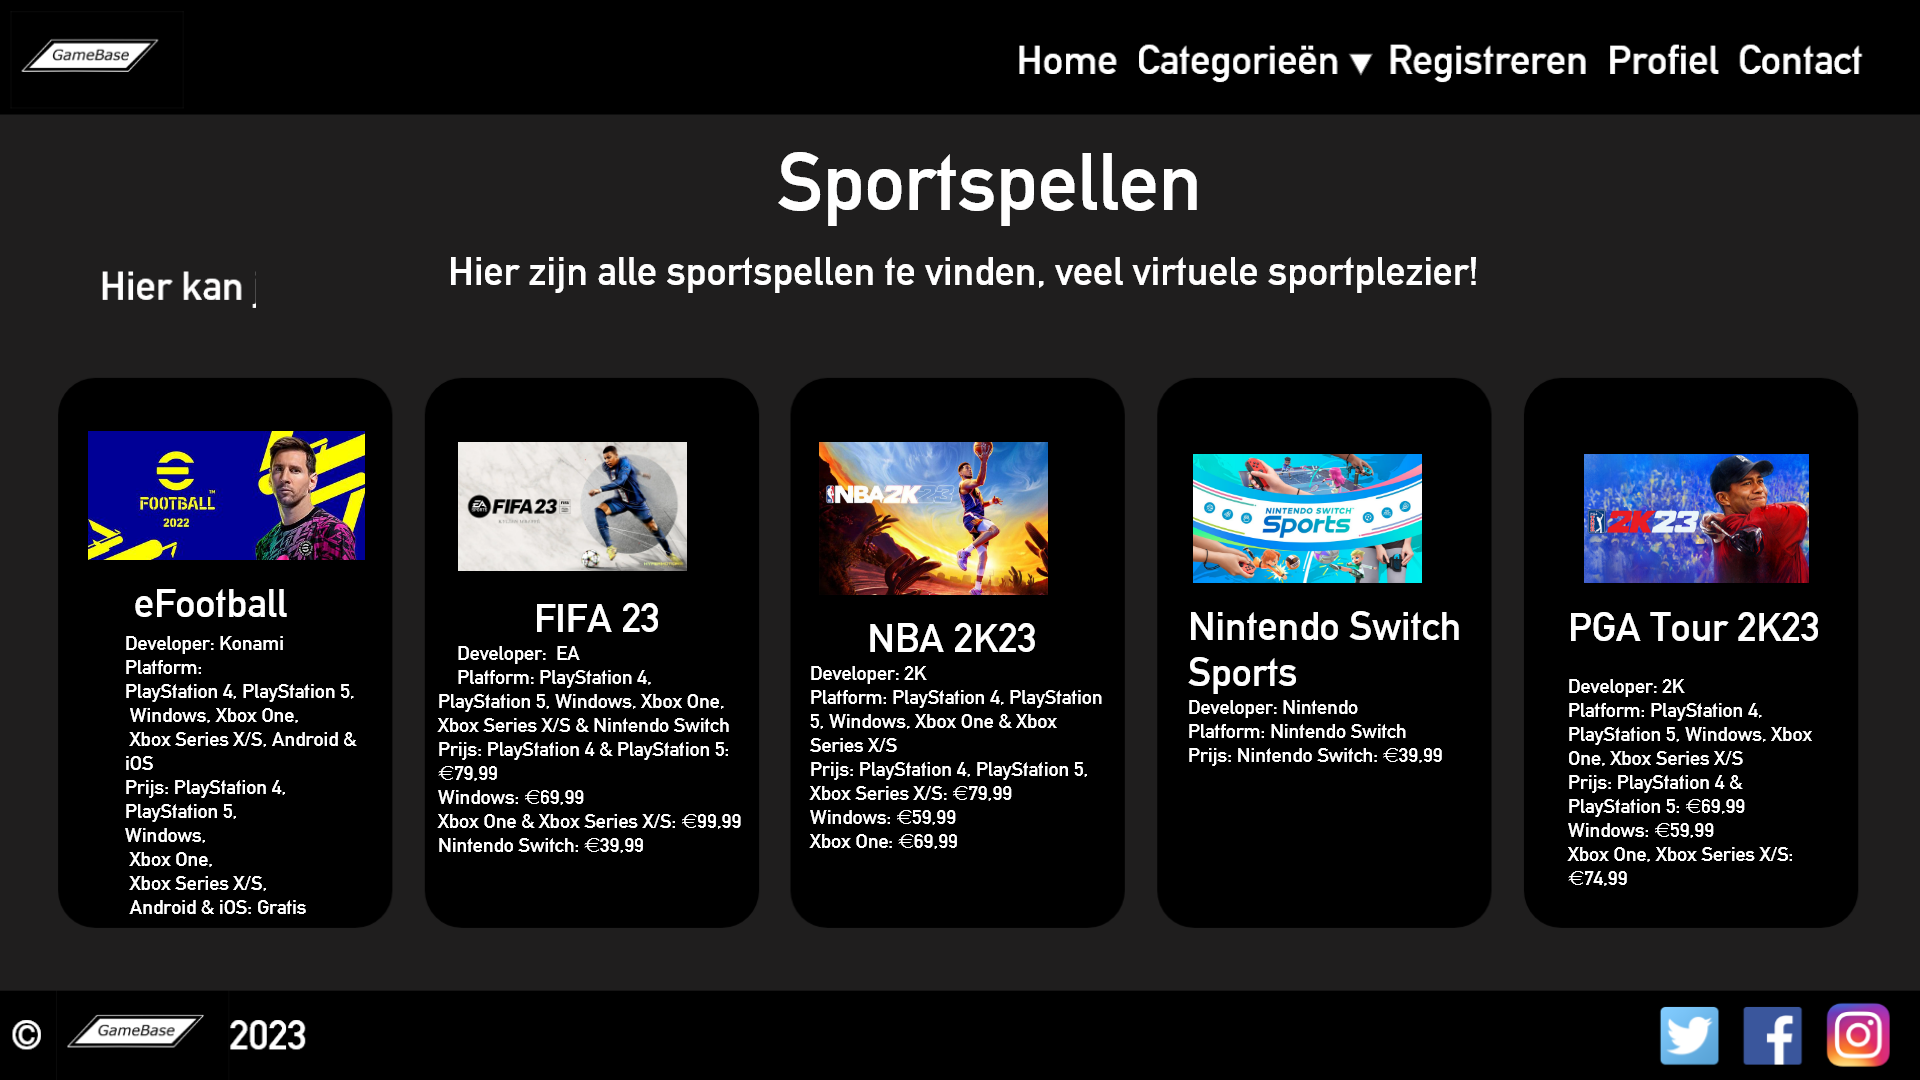 GameBase
Home Categorieën ▼ Registreren Profiel Contact
Sportspellen
Hier kan j
Hier zijn alle sportspellen te vinden, veel virtuele sportplezier!
FOOTBALL™
2022
eFootball
Developer: Konami
Platform:
PlayStation 4, PlayStation 5,
Windows, Xbox One,
Xbox Series X/S, Android &
iOS
Prijs: PlayStation 4,
PlayStation 5,
Windows,
Xbox One,
Xbox Series X/S,
Android & iOS: Gratis
EA SPORTS FIFA 23
FIFA 23
Developer: EA
Platform: PlayStation 4,
PlayStation 5, Windows, Xbox One,
Xbox Series X/S & Nintendo Switch
Prijs: PlayStation 4 & PlayStation 5:
€79,99
Windows: €69,99
Xbox One & Xbox Series X/S: €99,99
Nintendo Switch: €39,99
NBA2K23
NBA 2K23
Developer: 2K
Platform: PlayStation 4, PlayStation
5, Windows, Xbox One & Xbox
Series X/S
Prijs: PlayStation 4, PlayStation 5,
Xbox Series X/S: €79,99
Windows: €59,99
Xbox One: €69,99
NINTENDO SWITCH
Sports
Nintendo Switch
Sports
Developer: Nintendo
Platform: Nintendo Switch
Prijs: Nintendo Switch: €39,99
2K23
PGA Tour 2K23
Developer: 2K
Platform: PlayStation 4,
PlayStation 5, Windows, Xbox
One, Xbox Series X/S
Prijs: PlayStation 4 &
PlayStation 5: €69,99
Windows: €59,99
Xbox One, Xbox Series X/S:
€74,99
© GameBase 2023